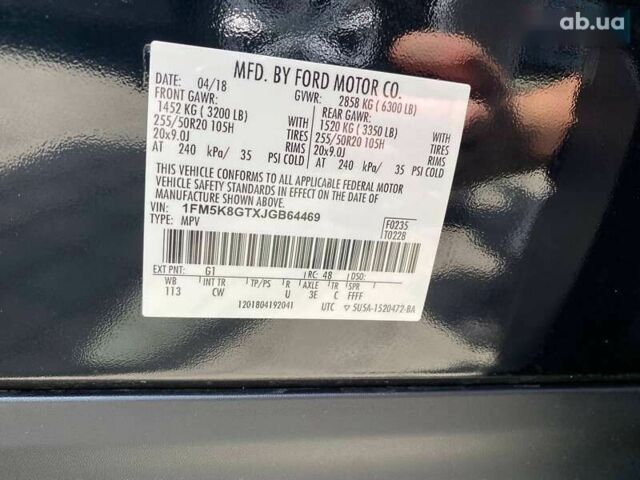 ab.ua
MFD. BY FORD MOTOR CO.
DATE: 04/18 GVWR: 2858 KG ( 6300 LB)
FRONT GAWR: REAR GAWR:
1452 KG ( 3200 LB) WITH 1520 KG ( 3350 LB) WITH
255/50R20 105H TIRES 255/50R20 105H TIRES
20x9.0J RIMS 20x9.0J RIMS
AT 240 kPa/ 35 PSI COLD AT 240 kPa/ 35 PSI COLD
THIS VEHICLE CONFORMS TO ALL APPLICABLE FEDERAL MOTOR
VEHICLE SAFETY STANDARDS IN EFFECT ON THE DATE OF
MANUFACTURE SHOWN ABOVE.
VIN: 1FM5K8GTXJGB64469 F0235
TYPE: MPV T0228
EXT PNT: G1 RC: 48 DSO:
WB INT TR TP/PS R AXLE TR SPR
113 CW U 3E C FFFF
1201804192041 UTC ▽ 5U5A-1520472-BA